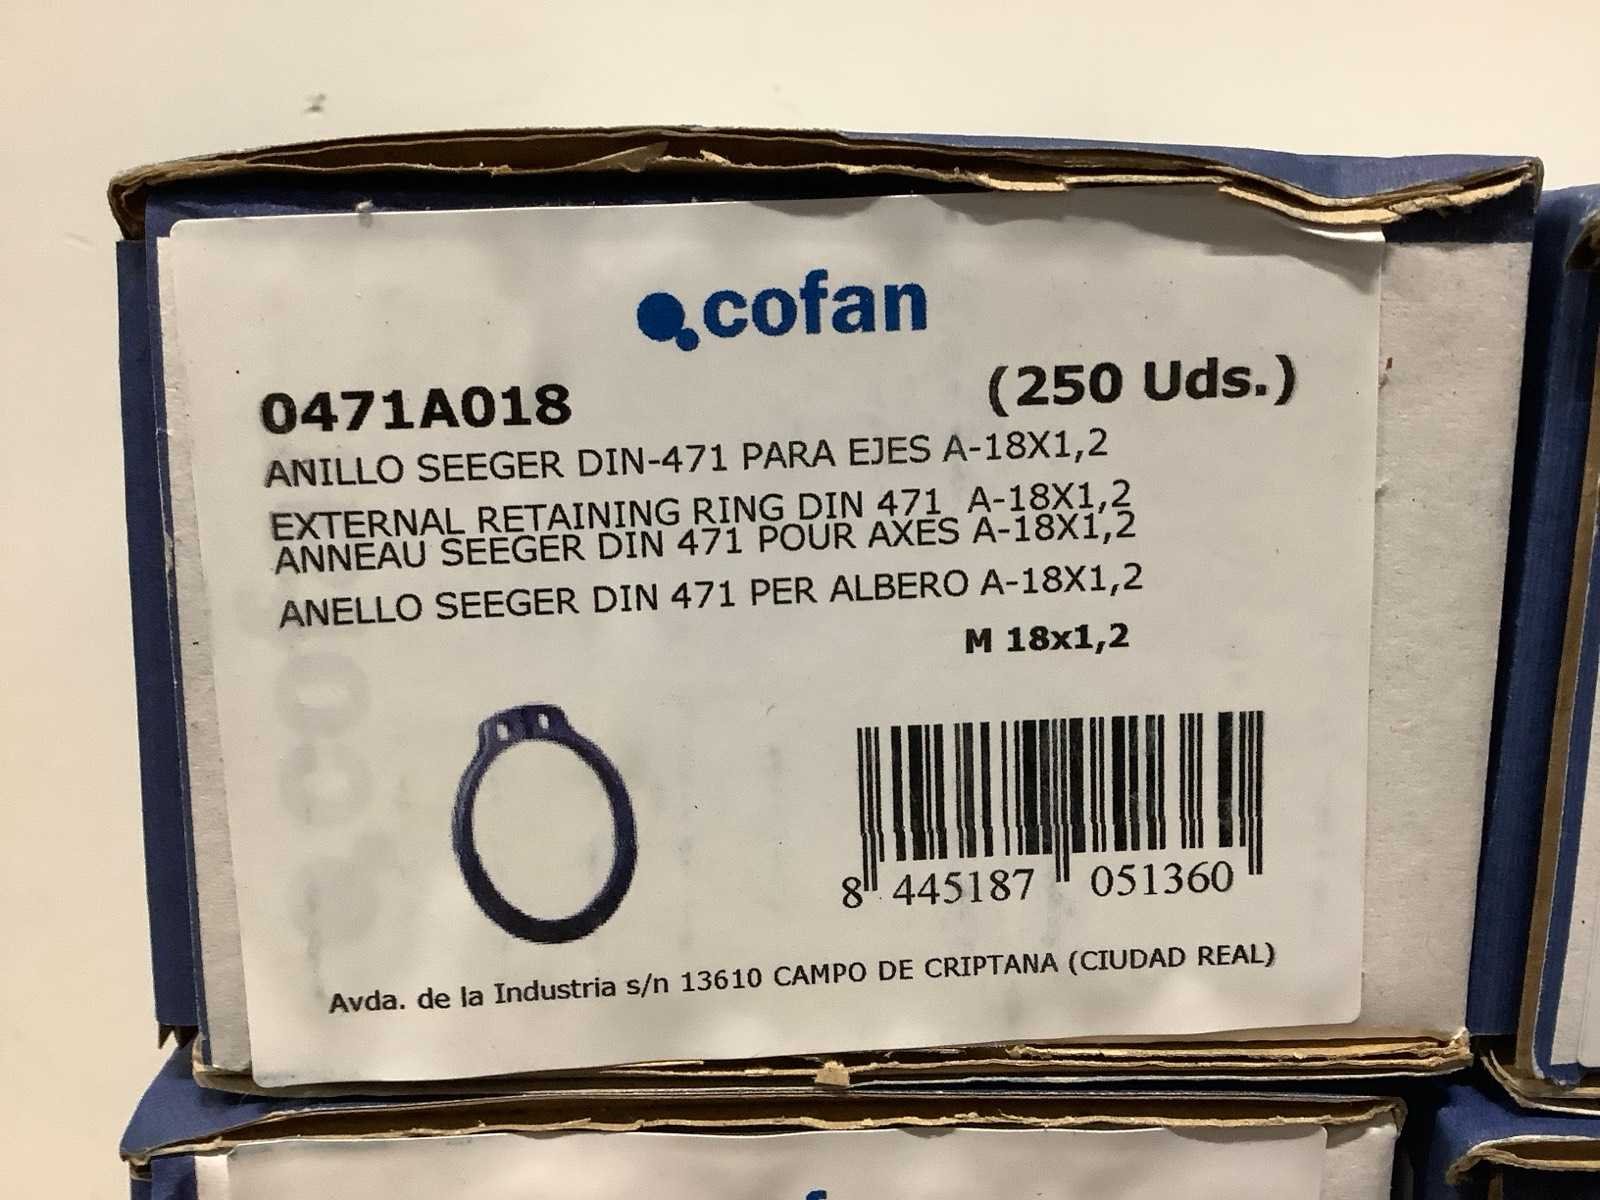 cofan
0471A018 (250 Uds.)
ANILLO SEEGER DIN-471 PARA EJES A-18X1,2
EXTERNAL RETAINING RING DIN 471 A-18X1,2
ANNEAU SEEGER DIN 471 POUR AXES A-18X1,2
ANELLO SEEGER DIN 471 PER ALBERO A-18X1,2
M 18x1,2
8 445187 051360
Avda. de la Industria s/n 13610 CAMPO DE CRIPTANA (CIUDAD REAL)